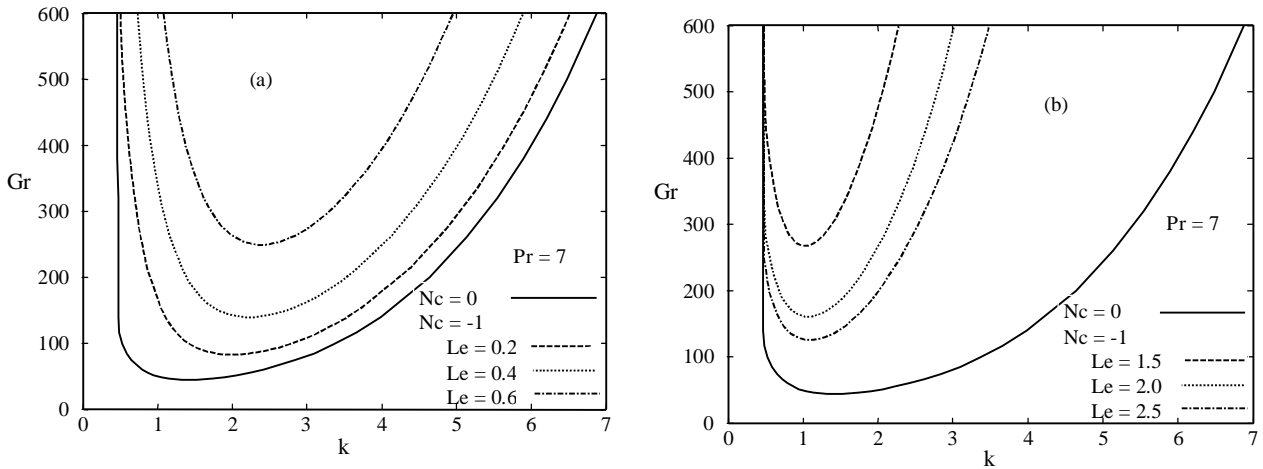 600
500
400
300
200
100
0
Gr
(a)
Pr = 7
Nc = 0
Nc = -1
Le = 0.2
Le = 0.4
Le = 0.6
0 1 2 3 4 5 6 7
k
600
500
400
300
200
100
0
Gr
(b)
Pr = 7
Nc = 0
Nc = -1
Le = 1.5
Le = 2.0
Le = 2.5
0 1 2 3 4 5 6 7
k